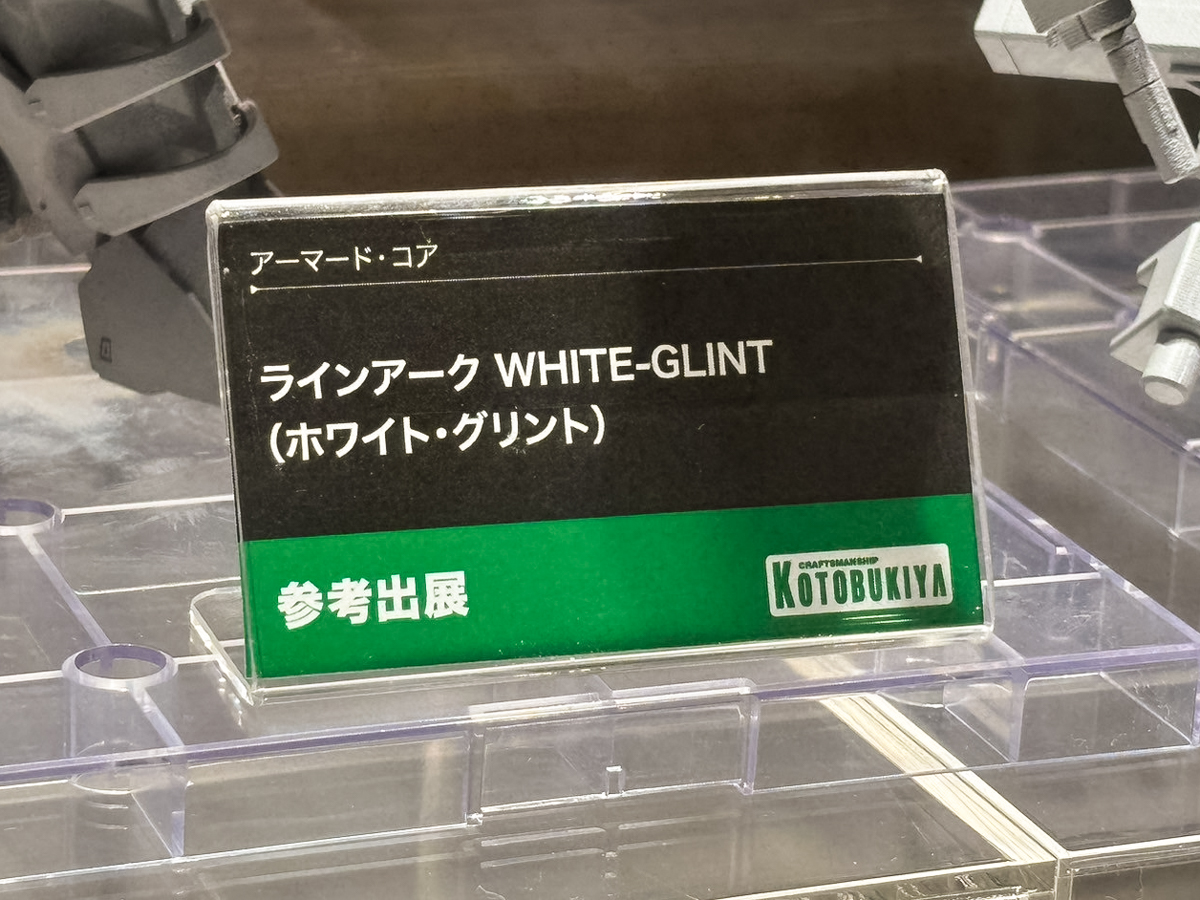 アーマード・コア
ラインアーク WHITE-GLINT
（ホワイト・グリント）
参考出展
CRAFTSMANSHIP
KOTOBUKIYA